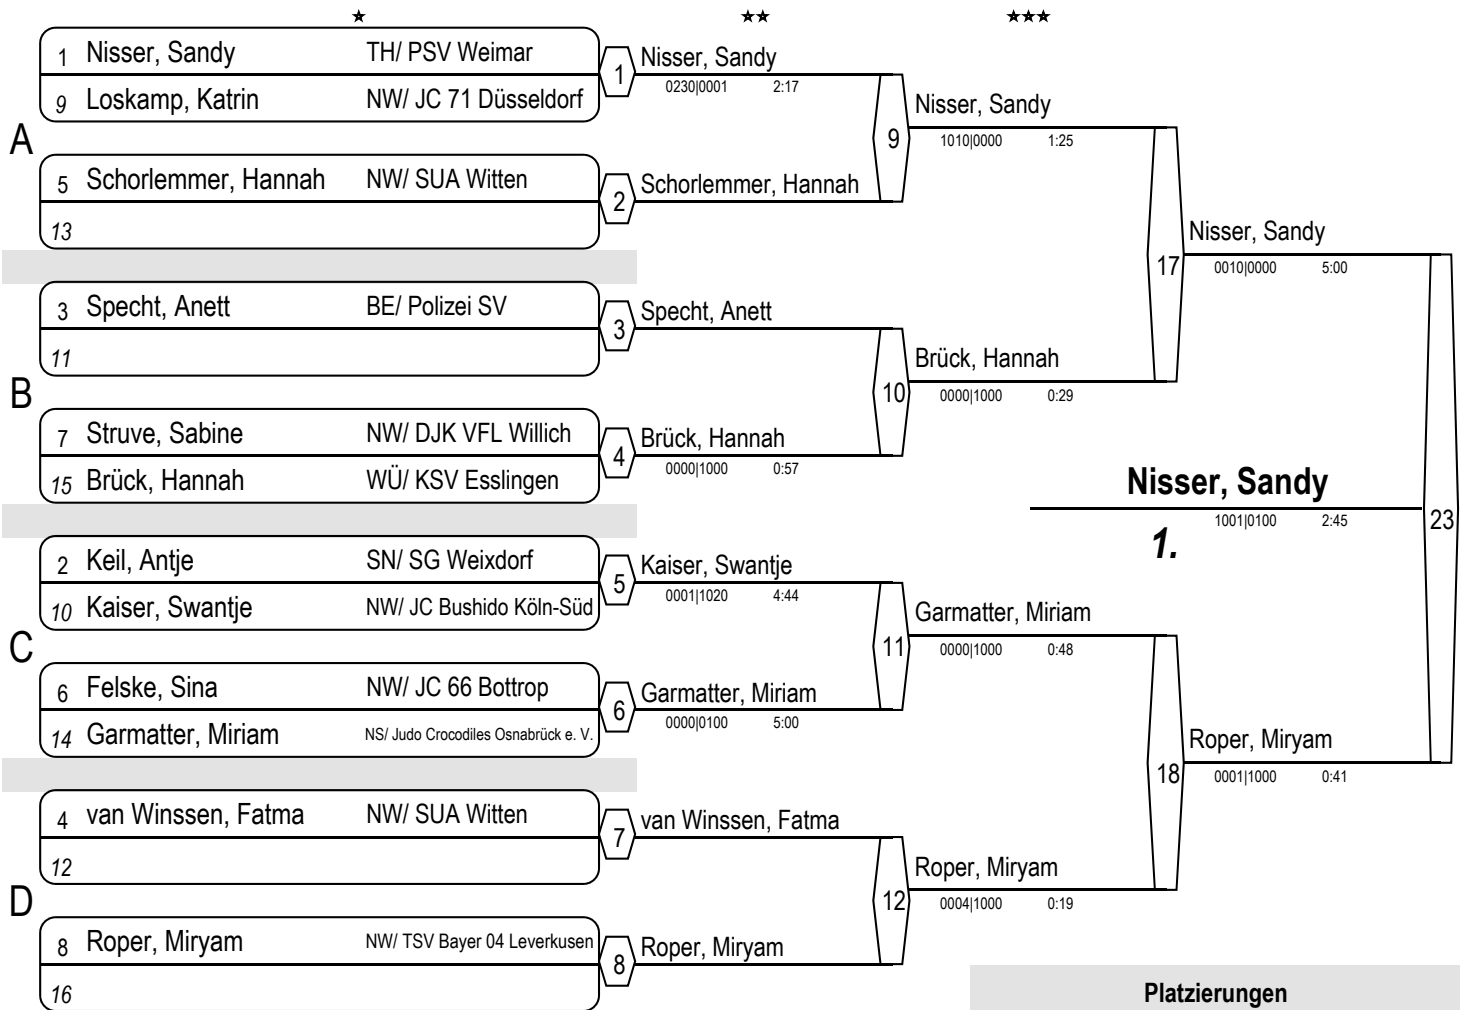 ★ ★★ ★★★
1 Nisser, Sandy TH/ PSV Weimar
9 Loskamp, Katrin NW/ JC 71 Düsseldorf
A
5 Schorlemmer, Hannah NW/ SUA Witten
13
3 Specht, Anett BE/ Polizei SV
11
B
7 Struve, Sabine NW/ DJK VFL Willich
15 Brück, Hannah WÜ/ KSV Esslingen
2 Keil, Antje SN/ SG Weixdorf
10 Kaiser, Swantje NW/ JC Bushido Köln-Süd
C
6 Felske, Sina NW/ JC 66 Bottrop
14 Garmatter, Miriam NS/ Judo Crocodiles Osnabrück e. V.
4 van Winssen, Fatma NW/ SUA Witten
12
D
8 Roper, Miryam NW/ TSV Bayer 04 Leverkusen
16
1 Nisser, Sandy
0230|0001 2:17
2 Schorlemmer, Hannah
3 Specht, Anett
4 Brück, Hannah
0000|1000 0:57
5 Kaiser, Swantje
0001|1020 4:44
6 Garmatter, Miriam
0000|0100 5:00
7 van Winssen, Fatma
8 Roper, Miryam
9 Nisser, Sandy
1010|0000 1:25
10 Brück, Hannah
0000|1000 0:29
11 Garmatter, Miriam
0000|1000 0:48
12 Roper, Miryam
0004|1000 0:19
17 Nisser, Sandy
0010|0000 5:00
18 Roper, Miryam
0001|1000 0:41
23
Nisser, Sandy
1001|0100 2:45
1.
Platzierungen